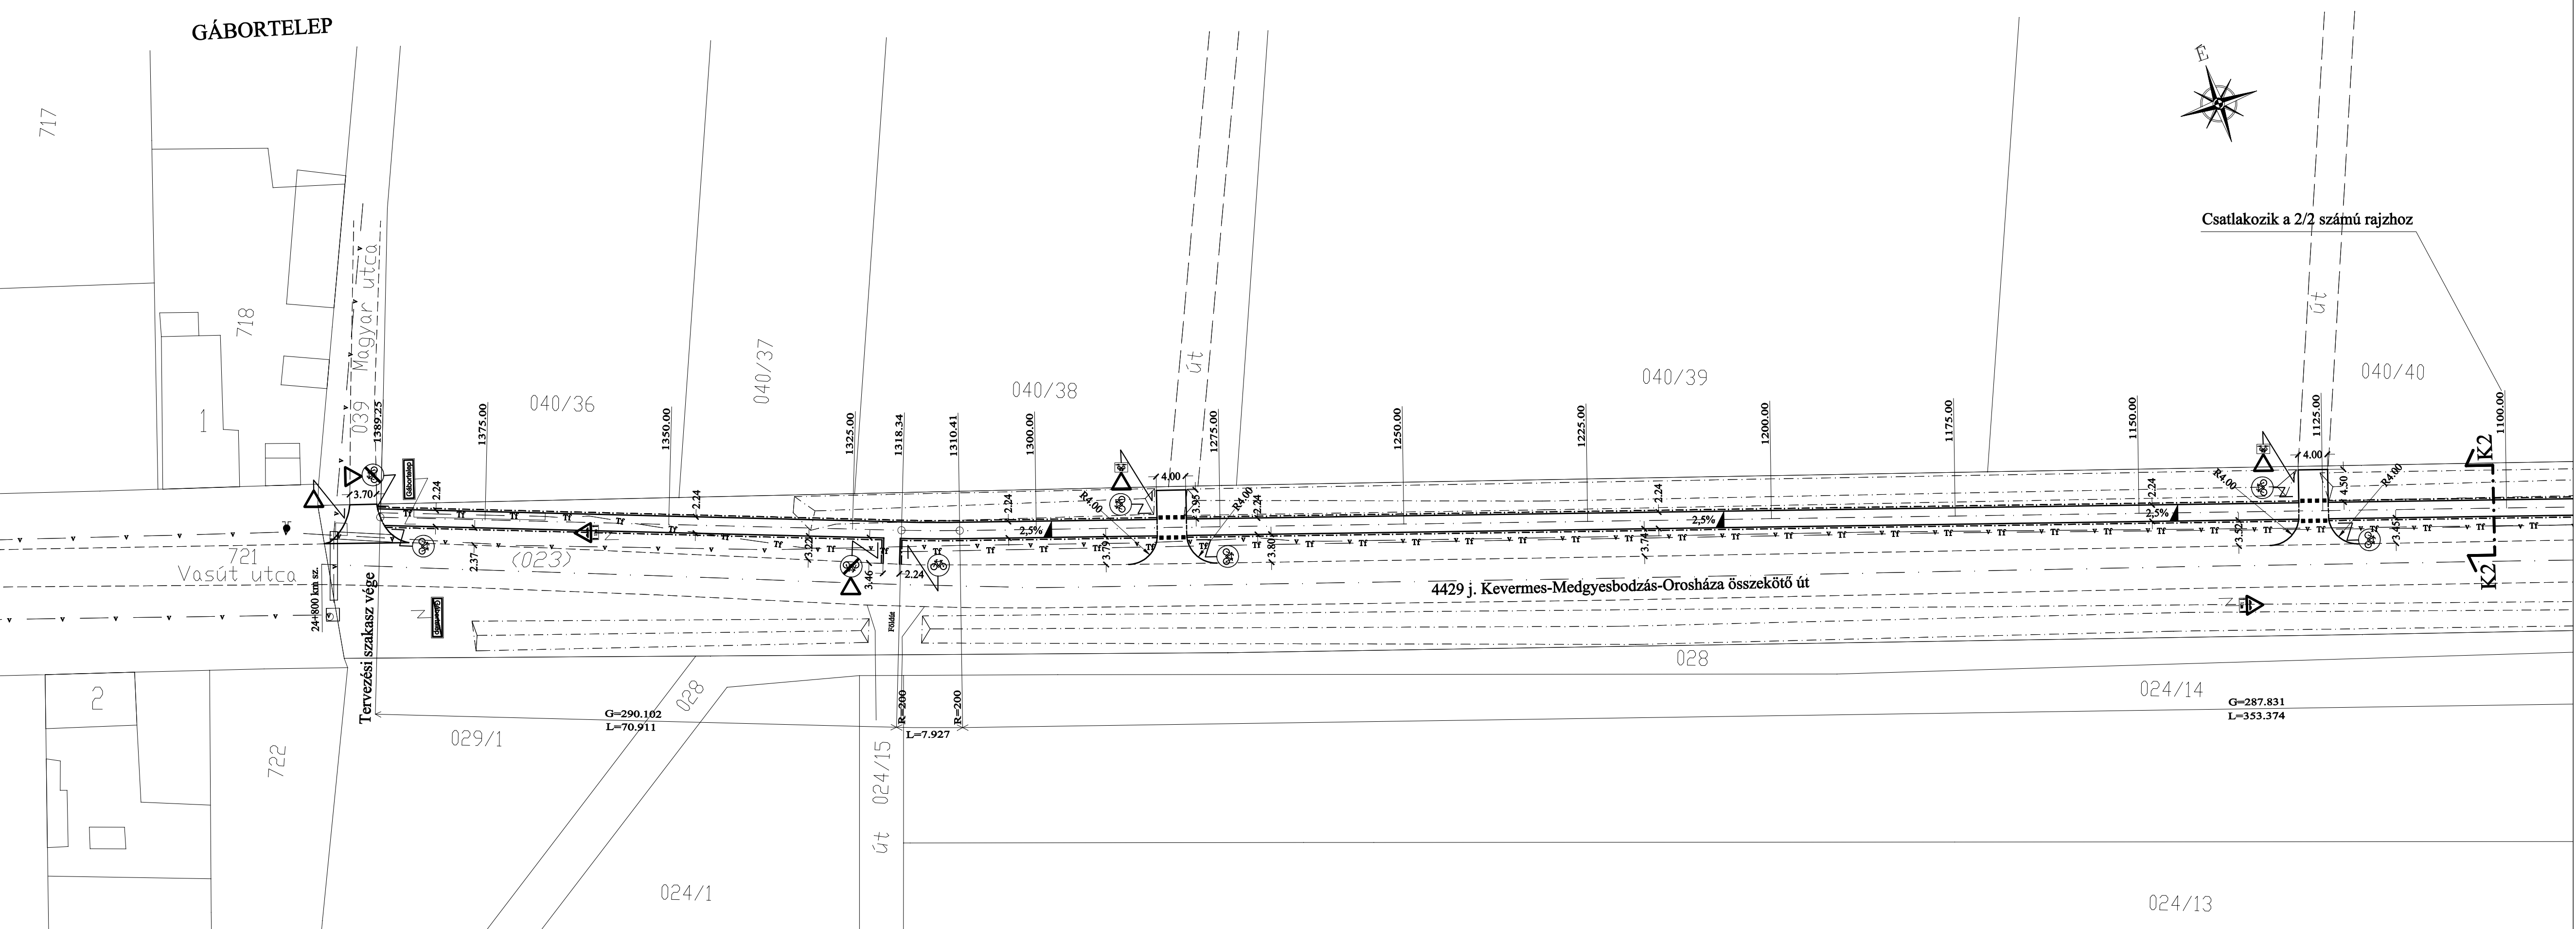 GÁBORTELEP
É
717
718
1
039 Magyar utca
040/36
040/37
040/38
út
040/39
út
040/40
Csatlakozik a 2/2 számú rajzhoz
1389.25
1375.00
1350.00
1325.00
1318.34
1310.41
1300.00
1275.00
1250.00
1225.00
1200.00
1175.00
1150.00
1125.00
1100.00
K2
Gábortelep
3.70
2.24
2.24
2.24
R4.00
4.00
3.95
R4.00
2.24
2.24
2.24
R4.00
4.00
4.50
R4.00
2,5%
2,5%
2,5%
2.37
3.22
3.46
2.24
3.79
3.80
3.74
3.52
3.45
721
Vasút utca
(023)
24+800 km sz.
Tervezési szakasz vége
Gábortelep
Földút
4429 j. Kevermes-Medgyesbodzás-Orosháza összekötő út
K2
028
028
024/14
2
722
029/1
G=290.102
L=70.911
R=200
R=200
L=7.927
G=287.831
L=353.374
út 024/15
024/1
024/13